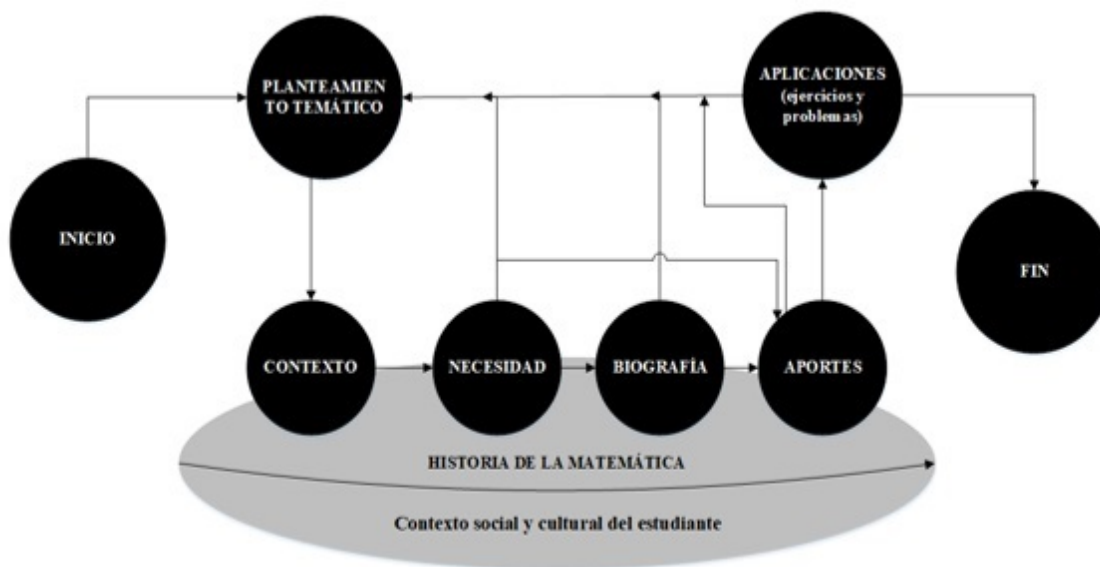 PLANTEAMIEN
TO TEMÁTICO
APLICACIONES
(ejercicios y
problemas)
INICIO
FIN
CONTEXTO
NECESIDAD
BIOGRAFÍA
APORTES
HISTORIA DE LA MATEMÁTICA
Contexto social y cultural del estudiante